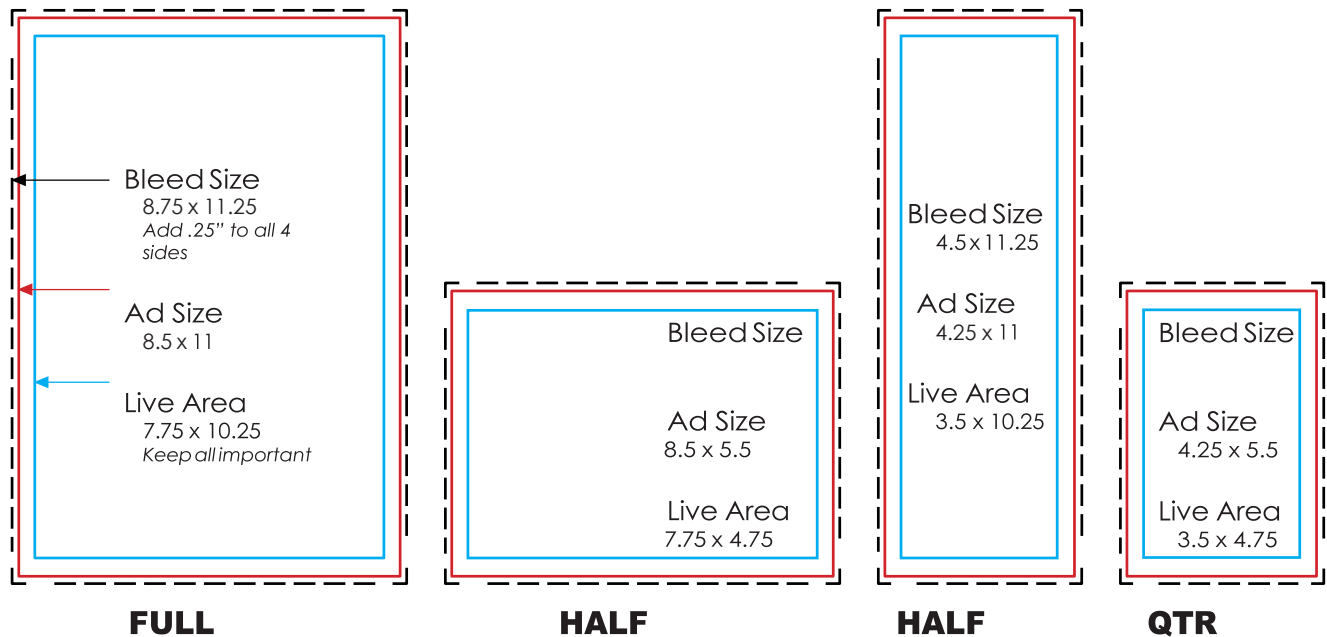 Bleed Size
8.75 x 11.25
Add .25” to all 4
sides
Ad Size
8.5 x 11
Live Area
7.75 x 10.25
Keep all important
FULL
Bleed Size
Ad Size
8.5 x 5.5
Live Area
7.75 x 4.75
HALF
Bleed Size
4.5 x 11.25
Ad Size
4.25 x 11
Live Area
3.5 x 10.25
HALF
Bleed Size
Ad Size
4.25 x 5.5
Live Area
3.5 x 4.75
QTR